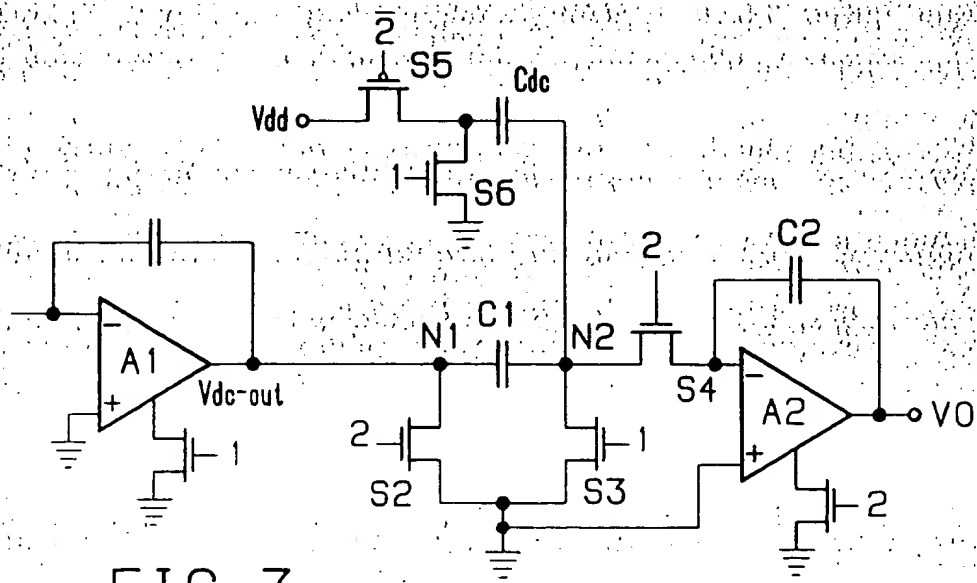 2̅
S5
Cdc
Vdd
1
S6
2
C2
N1
C1
N2
A1
Vdc-out
S4
A2
VO
1
2
S2
1
S3
2
FIG 7